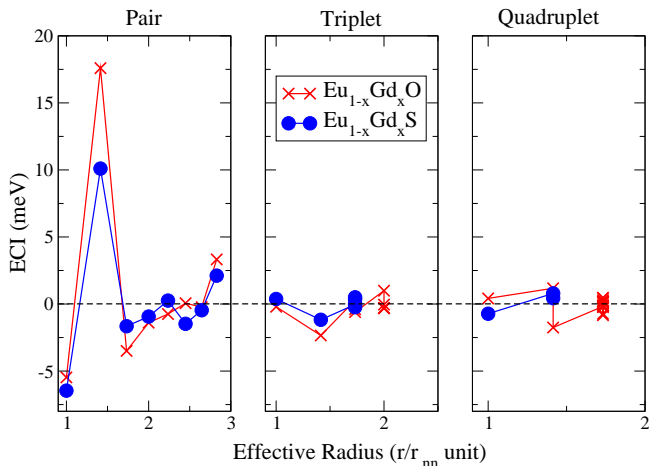 Pair Triplet Quadruplet
20
15
10
5
0
-5
ECI (meV)
Eu1-xGdxO
Eu1-xGdxS
1 2 3 1 2 1 2
Effective Radius (r/rnn unit)